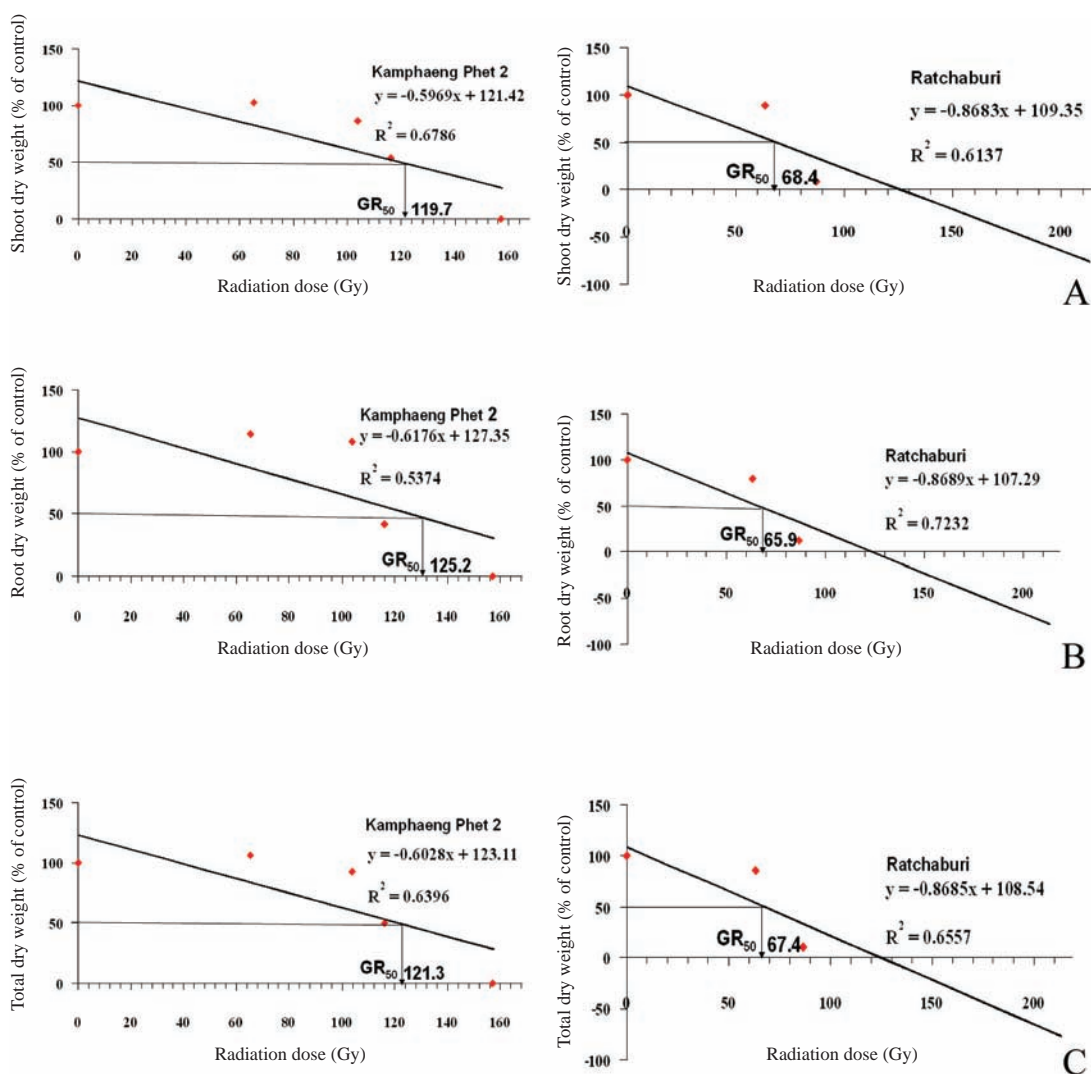 Shoot dry weight (% of control)
150
100
50
0
0 20 40 60 80 100 120 140 160
Radiation dose (Gy)
Kamphaeng Phet 2
y = -0.5969x + 121.42
R² = 0.6786
GR₅₀ 119.7
Shoot dry weight (% of control)
150
100
50
0
-50
-100
0 50 100 150 200
Radiation dose (Gy)
Ratchaburi
y = -0.8683x + 109.35
R² = 0.6137
GR₅₀ 68.4
A
Root dry weight (% of control)
150
100
50
0
0 20 40 60 80 100 120 140 160
Radiation dose (Gy)
Kamphaeng Phet 2
y = -0.6176x + 127.35
R² = 0.5374
GR₅₀ 125.2
Root dry weight (% of control)
150
100
50
0
-50
-100
0 50 100 150 200
Radiation dose (Gy)
Ratchaburi
y = -0.8689x + 107.29
R² = 0.7232
GR₅₀ 65.9
B
Total dry weight (% of control)
150
100
50
0
0 20 40 60 80 100 120 140 160
Radiation dose (Gy)
Kamphaeng Phet 2
y = -0.6028x + 123.11
R² = 0.6396
GR₅₀ 121.3
Total dry weight (% of control)
150
100
50
0
-50
-100
0 50 100 150 200
Radiation dose (Gy)
Ratchaburi
y = -0.8685x + 108.54
R² = 0.6557
GR₅₀ 67.4
C